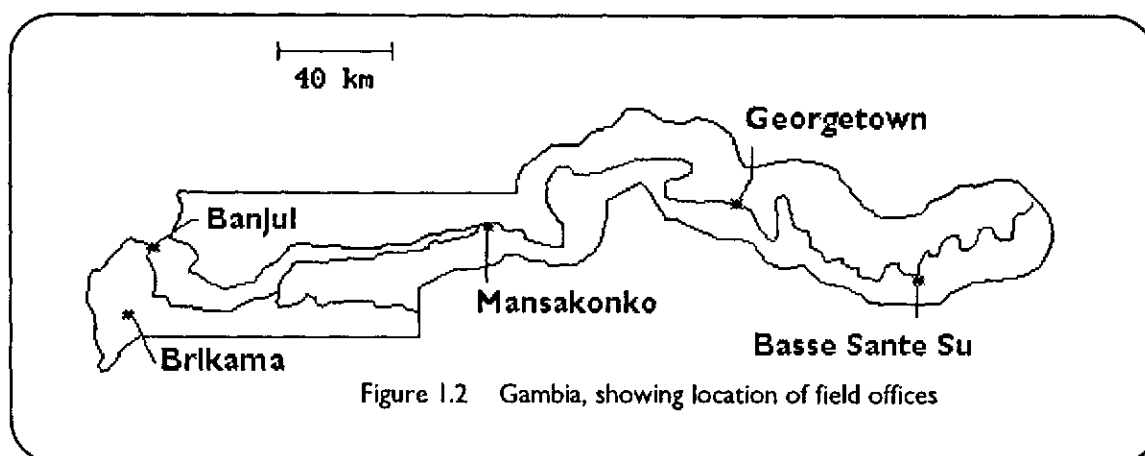 40 km
Georgetown
Banjul
Mansakonko
Brikama
Basse Sante Su
Figure 1.2 Gambia, showing location of field offices